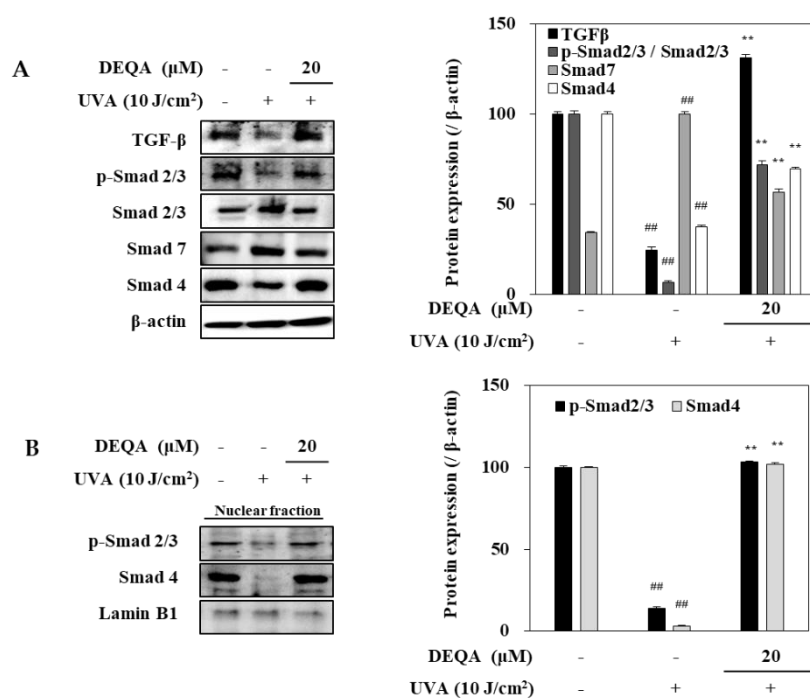 A
DEQA (μM) - - 20
UVA (10 J/cm²) - + +
TGF-β
p-Smad 2/3
Smad 2/3
Smad 7
Smad 4
β-actin
Protein expression (/ β-actin)
150
100
50
0
TGFβ
p-Smad2/3 / Smad2/3
Smad7
Smad4
## ## ## ##
** ** ** **
DEQA (μM) - - 20
UVA (10 J/cm²) - + +
B
DEQA (μM) - - 20
UVA (10 J/cm²) - + +
Nuclear fraction
p-Smad 2/3
Smad 4
Lamin B1
Protein expression (/ β-actin)
150
100
50
0
p-Smad2/3 Smad4
## ##
** **
DEQA (μM) - - 20
UVA (10 J/cm²) - + +